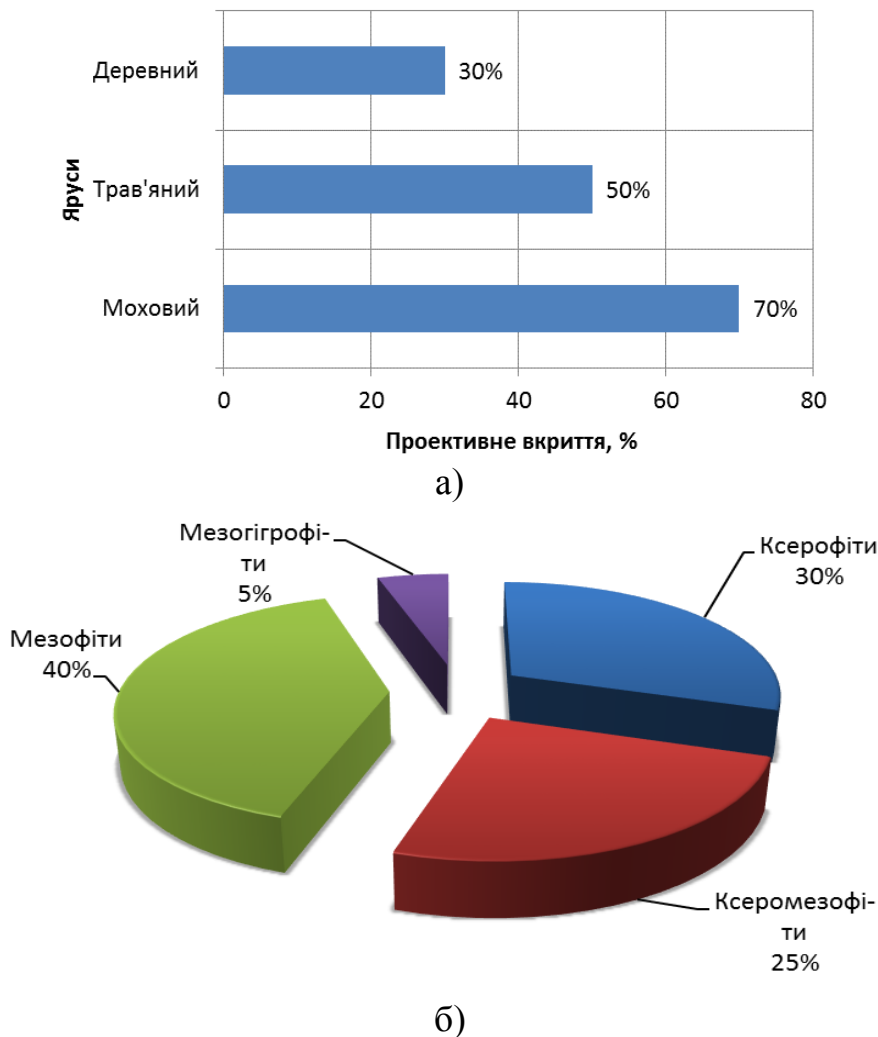 Деревний
30%
Трав'яний
50%
Моховий
70%
Яруси
0 20 40 60 80
Проективне вкриття, %
а)
Мезогігрофі-
ти
5%
Ксерофіти
30%
Мезофіти
40%
Ксеромезофі-
ти
25%
б)